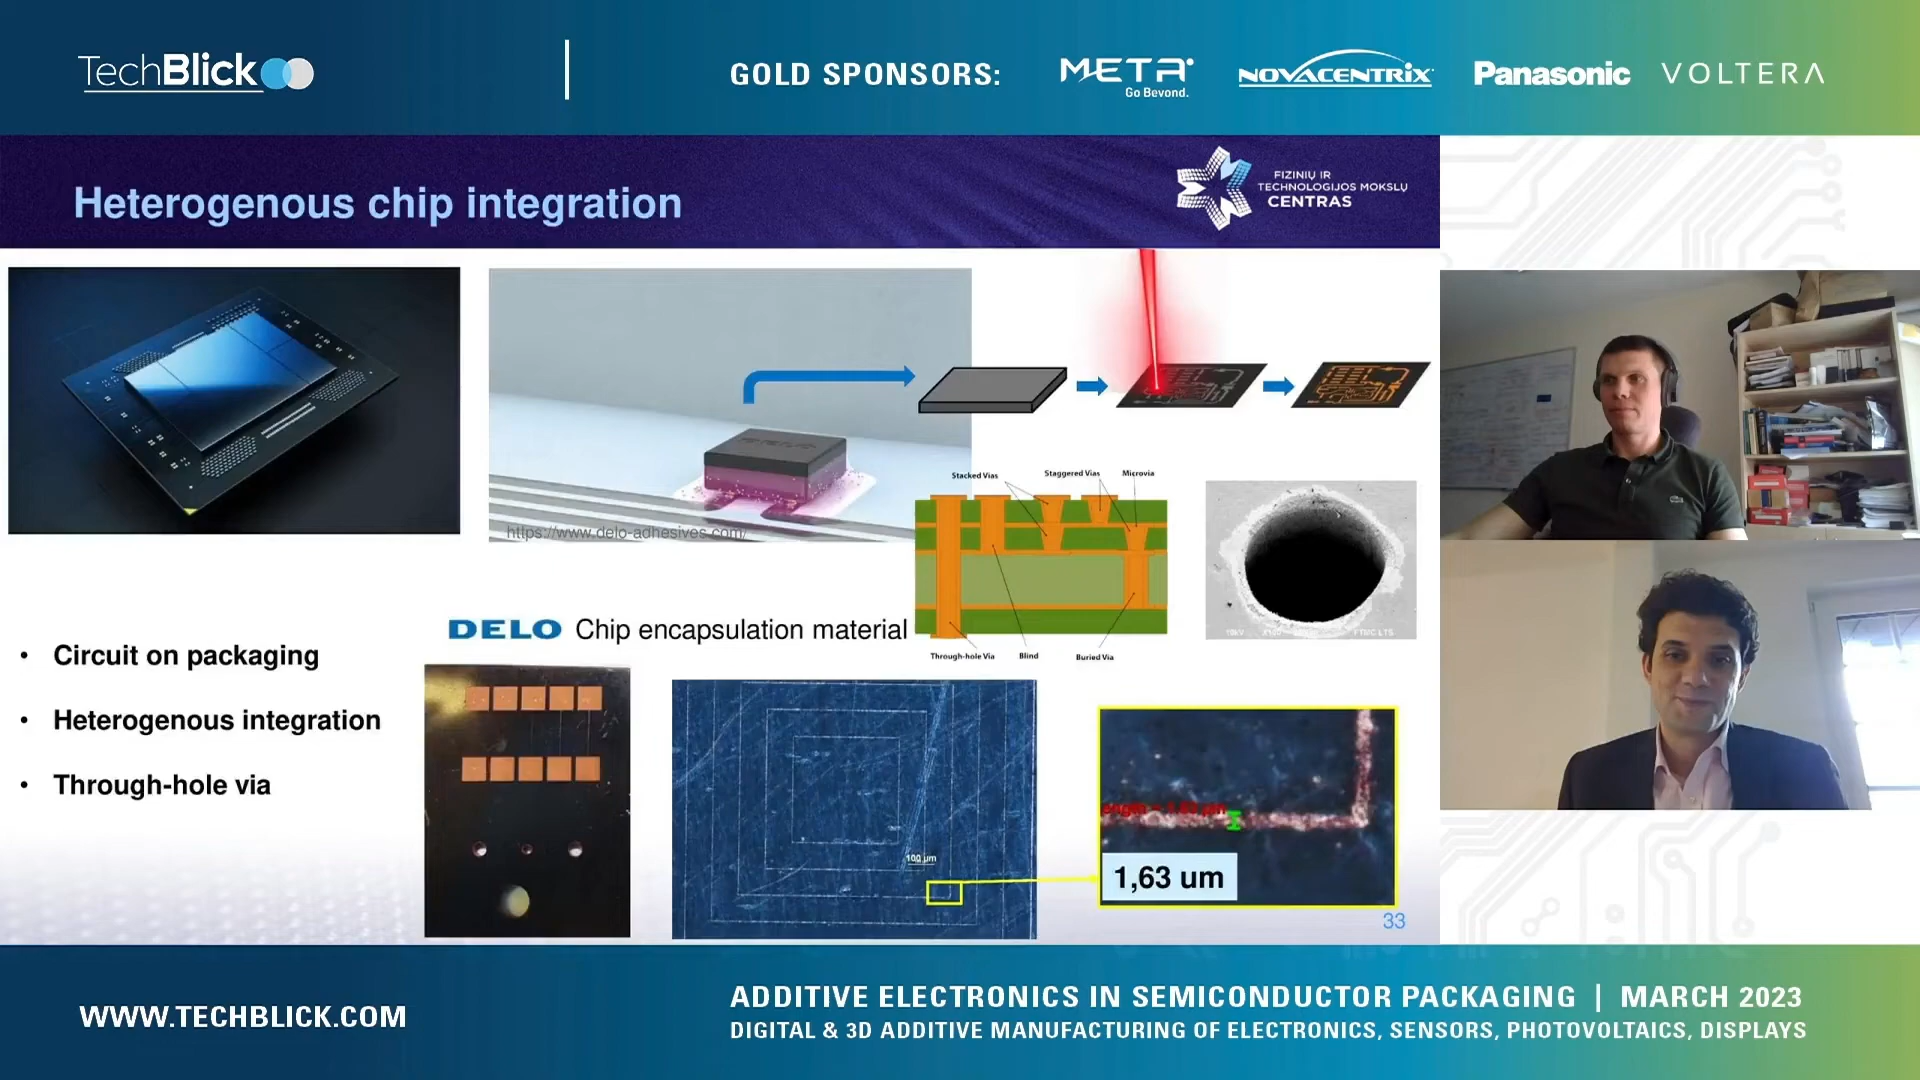 TechBlick
GOLD SPONSORS:
META
Go Beyond.
NOVACENTRIX
Panasonic
VOLTERA
Heterogenous chip integration
FIZINIŲ IR
TECHNOLOGIJOS MOKSLŲ
CENTRAS
DELO
https://www.delo-adhesives.com/
Stacked Vias
Staggered Vias
Microvia
Through-hole Via
Blind
Buried Via
FTMC LTS
DELO Chip encapsulation material
• Circuit on packaging
• Heterogenous integration
• Through-hole via
100 µm
1,63 um
33
WWW.TECHBLICK.COM
ADDITIVE ELECTRONICS IN SEMICONDUCTOR PACKAGING | MARCH 2023
DIGITAL & 3D ADDITIVE MANUFACTURING OF ELECTRONICS, SENSORS, PHOTOVOLTAICS, DISPLAYS